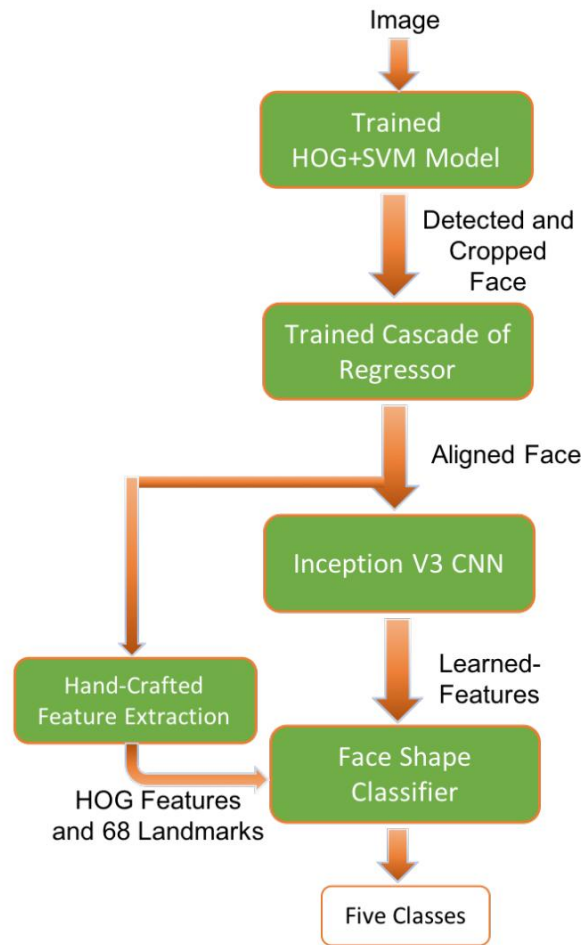 Image
Trained
HOG+SVM Model
Detected and
Cropped
Face
Trained Cascade of
Regressor
Aligned Face
Inception V3 CNN
Learned-
Features
Hand-Crafted
Feature Extraction
HOG Features
and 68 Landmarks
Face Shape
Classifier
Five Classes